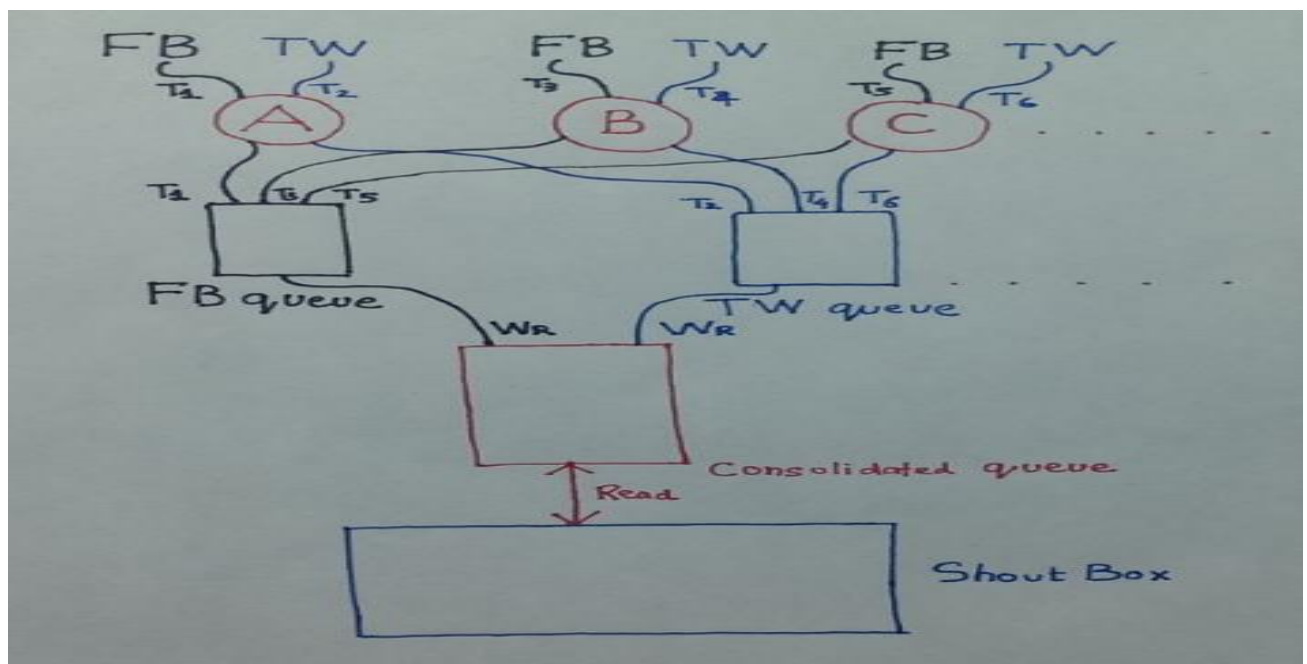 FB TW FB TW FB TW
T1 T2 T3 T4 T5 T6
A B C
T1 T3 T5 T2 T4 T6
FB queue TW queue
WR WR
Consolidated queue
Read
Shout Box